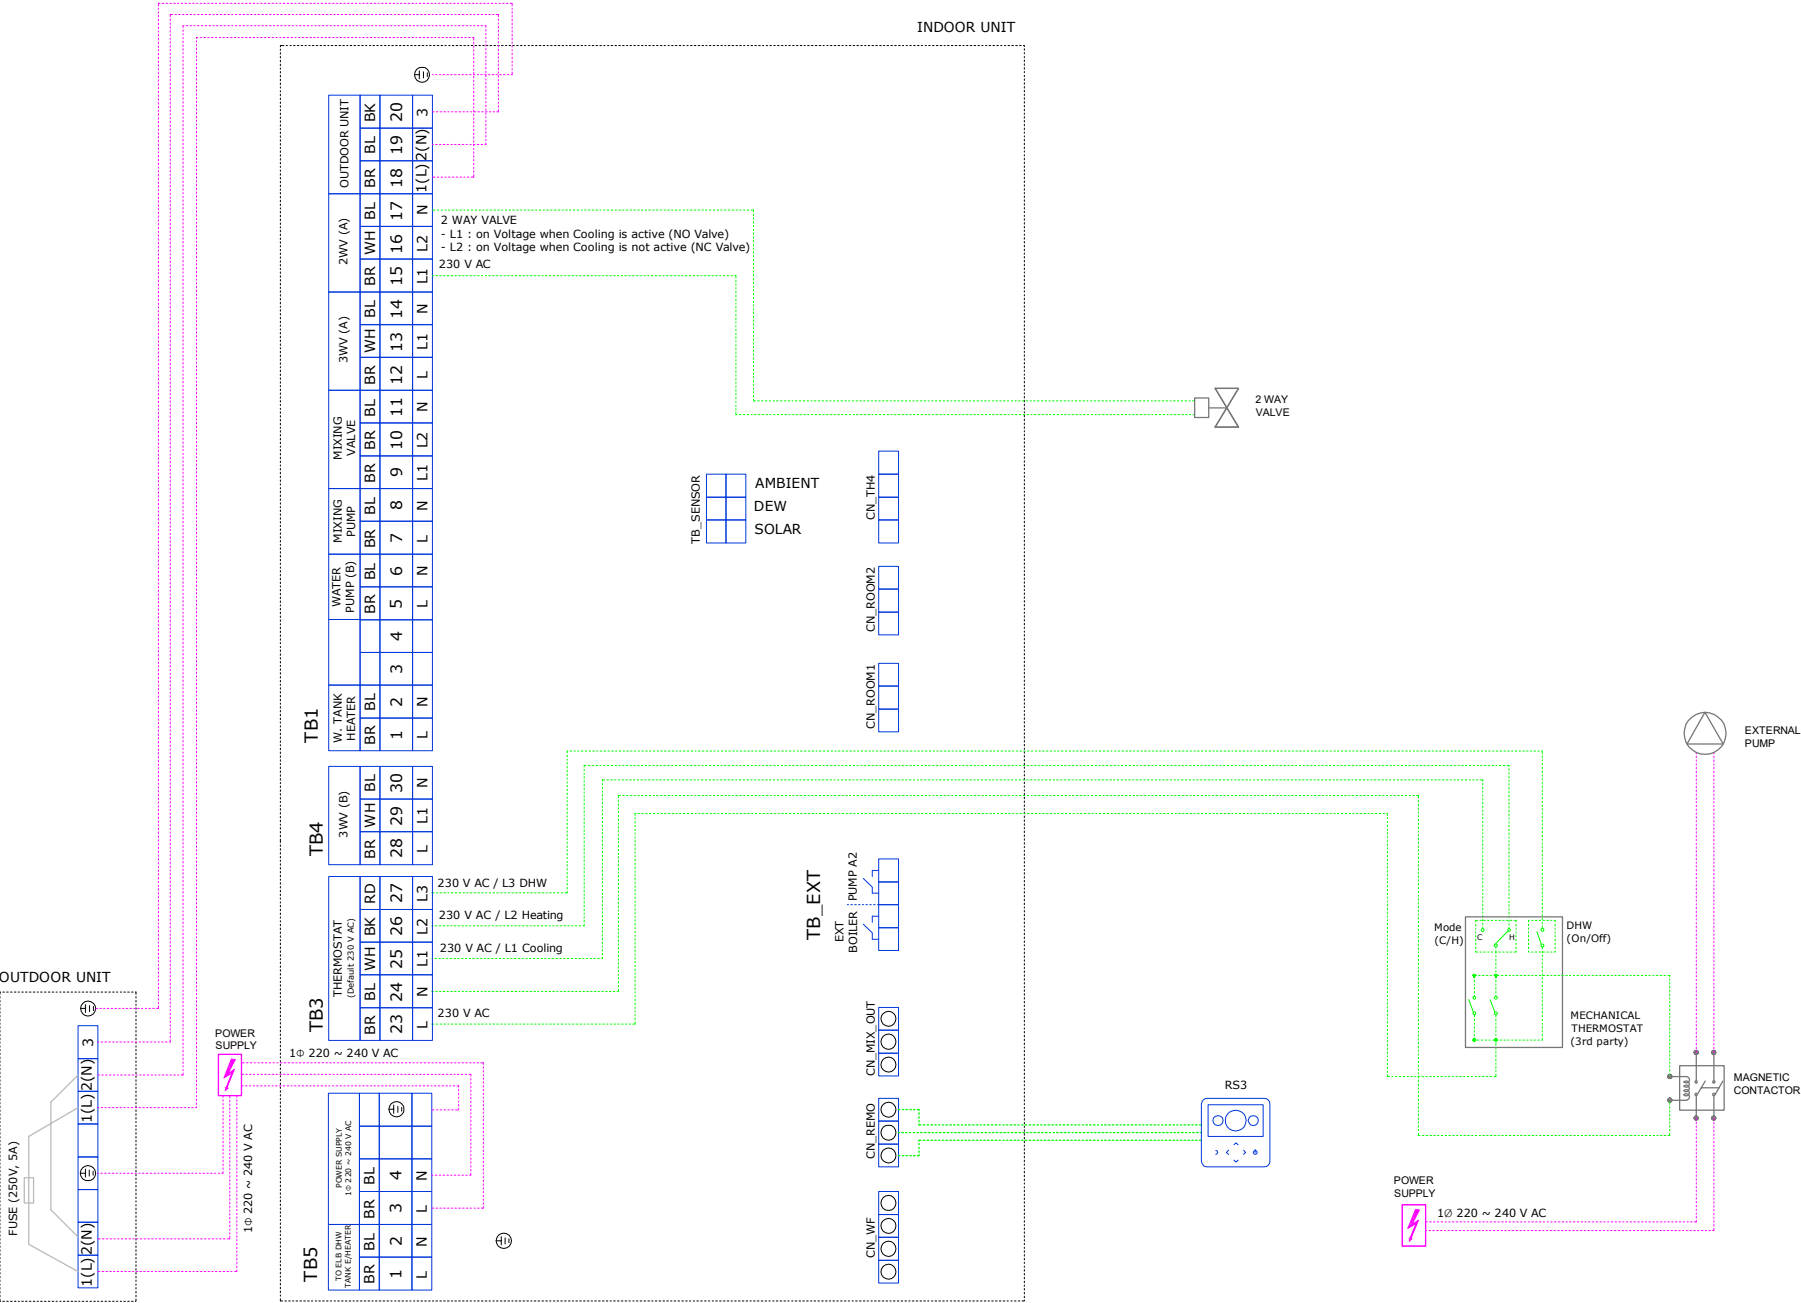 INDOOR UNIT
OUTDOOR UNIT
BK 20 3
BL 19 2(N)
BR 18 1(L)
2WV (A)
BL 17 N
WH 16 L2
BR 15 L1
2 WAY VALVE
- L1 : on Voltage when Cooling is active (NO Valve)
- L2 : on Voltage when Cooling is not active (NC Valve)
230 V AC
3WV (A)
BL 14 N
WH 13 L1
BR 12 L
MIXING
VALVE
BL 11 N
BR 10 L2
BR 9 L1
MIXING
PUMP
BL 8 N
BR 7 L
WATER
PUMP (B)
BL 6 N
BR 5 L
4
3
W. TANK
HEATER
BL 2 N
BR 1 L
TB1
2 WAY
VALVE
TB_SENSOR
AMBIENT
DEW
SOLAR
CN_TH4
CN_ROOM2
CN_ROOM1
TB4
3WV (B)
BL 30 N
WH 29 L1
BR 28 L
TB3
THERMOSTAT
(Default 230 V AC)
RD 27 L3
BK 26 L2
WH 25 L1
BL 24 N
BR 23 L
230 V AC / L3 DHW
230 V AC / L2 Heating
230 V AC / L1 Cooling
230 V AC
TB_EXT
PUMP A2
EXT
BOILER
CN_MIX_OUT
CN_REMO
CN_WF
RS3
EXTERNAL
PUMP
Mode
(C/H)
C
H
DHW
(On/Off)
MECHANICAL
THERMOSTAT
(3rd party)
MAGNETIC
CONTACTOR
POWER
SUPPLY
1Ø 220 ~ 240 V AC
OUTDOOR UNIT
3
2(N)
1(L)
2(N)
1(L)
FUSE (250V, 5A)
POWER
SUPPLY
1Φ 220 ~ 240 V AC
1Φ 220 ~ 240 V AC
TB5
POWER SUPPLY
1Φ 220 ~ 240 V AC
BL 4 N
BR 3 L
TO ELB DHW
TANK E/HEATER
BL 2 N
BR 1 L